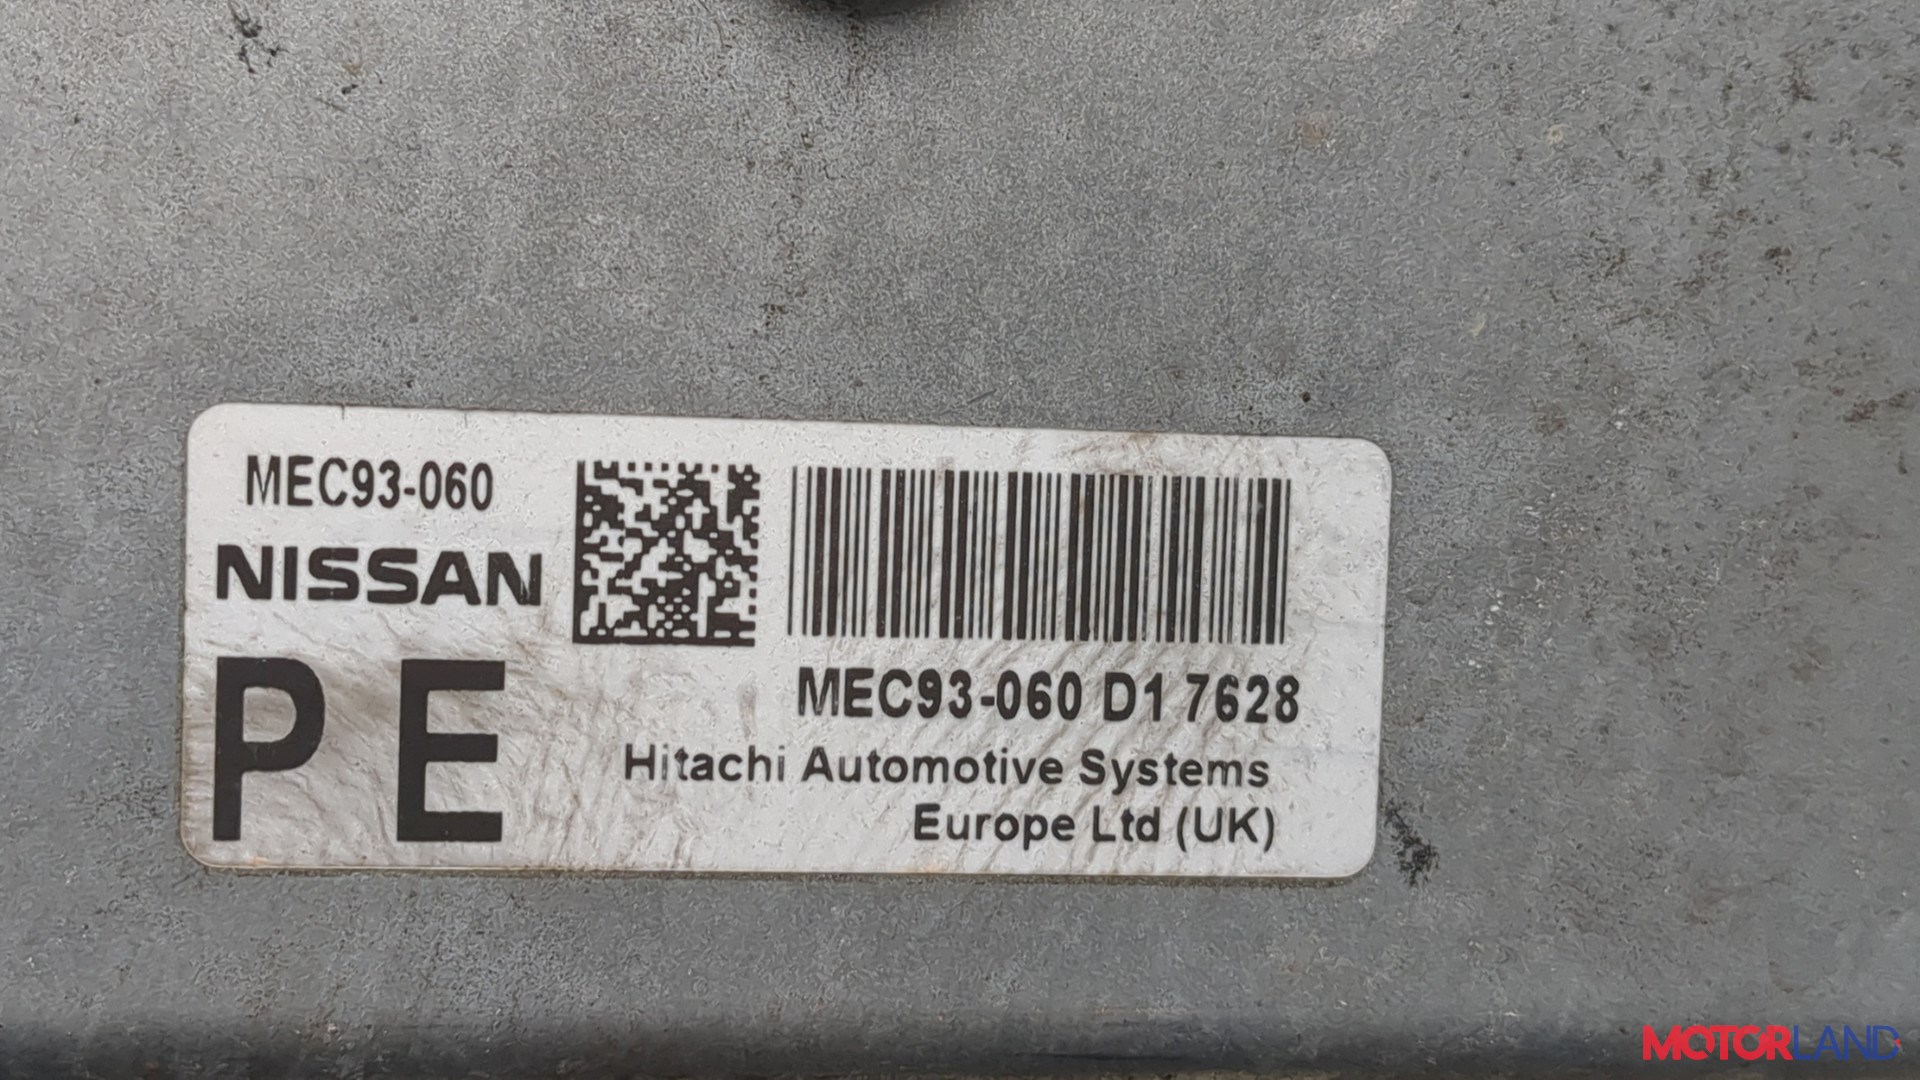 MEC93-060
NISSAN
PE
MEC93-060 D1 7628
Hitachi Automotive Systems
Europe Ltd (UK)
MOTORLAND